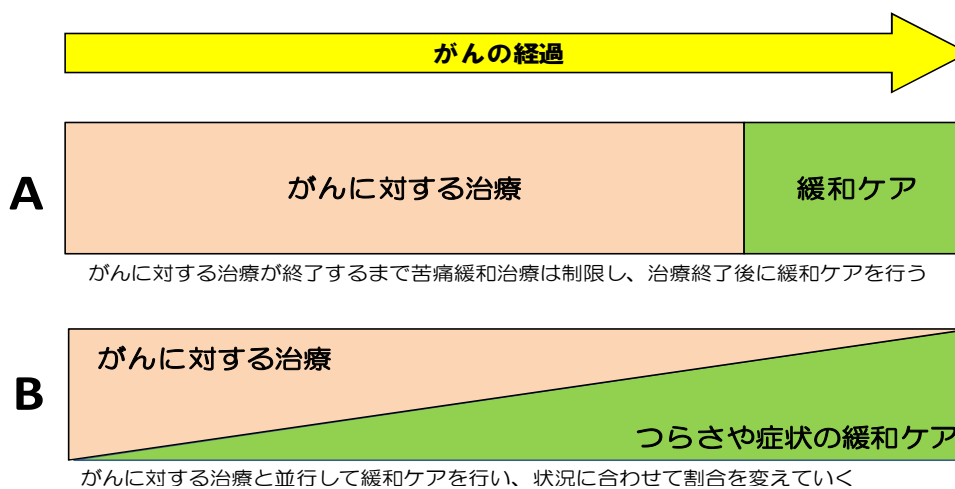 がんの経過
A
がんに対する治療
緩和ケア
がんに対する治療が終了するまで苦痛緩和治療は制限し、治療終了後に緩和ケアを行う
B
がんに対する治療
つらさや症状の緩和ケア
がんに対する治療と並行して緩和ケアを行い、状況に合わせて割合を変えていく